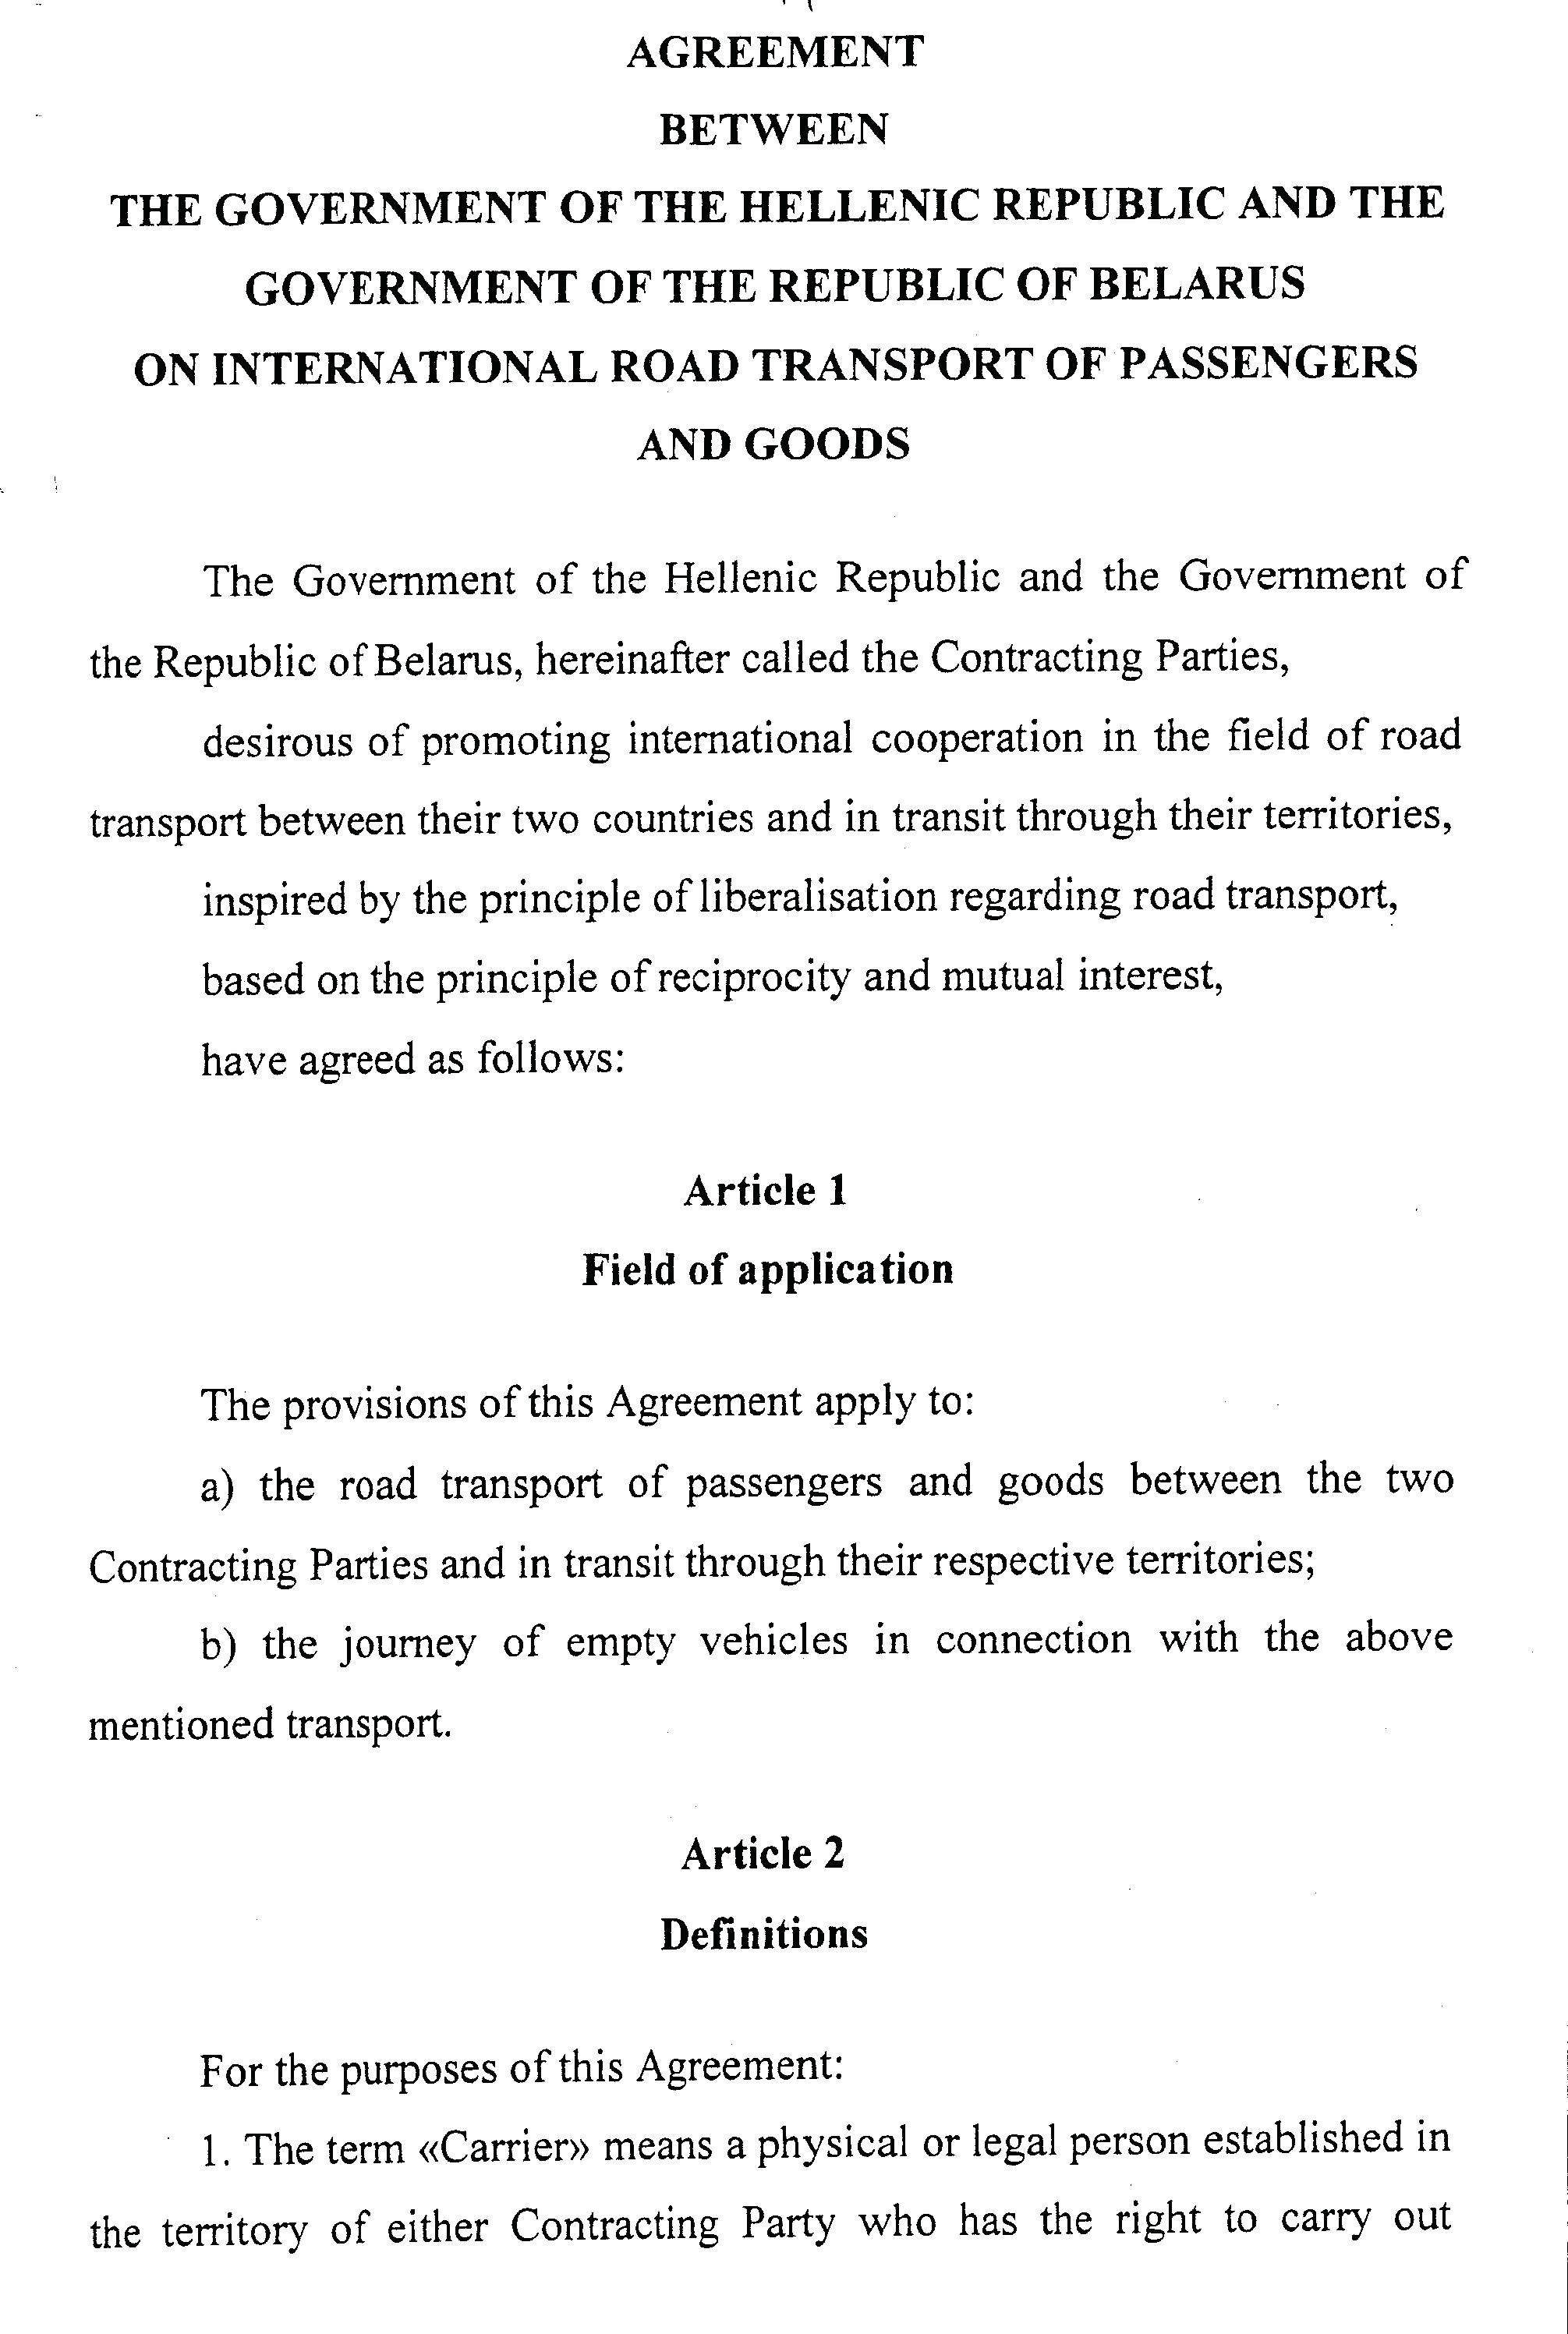 AGREEMENT
BETWEEN
THE GOVERNMENT OF THE HELLENIC REPUBLIC AND THE
GOVERNMENT OF THE REPUBLIC OF BELARUS
ON INTERNATIONAL ROAD TRANSPORT OF PASSENGERS
AND GOODS
The Government of the Hellenic Republic and the Government of
the Republic of Belarus, hereinafter called the Contracting Parties,
desirous of promoting international cooperation in the field of road
transport between their two countries and in transit through their territories,
inspired by the principle of liberalisation regarding road transport,
based on the principle of reciprocity and mutual interest,
have agreed as follows:
Article 1
Field of application
The provisions of this Agreement apply to:
a) the road transport of passengers and goods between the two
Contracting Parties and in transit through their respective territories;
b) the journey of empty vehicles in connection with the above
mentioned transport.
Article 2
Definitions
For the purposes of this Agreement:
1. The term «Carrier» means a physical or legal person established in
the territory of either Contracting Party who has the right to carry out